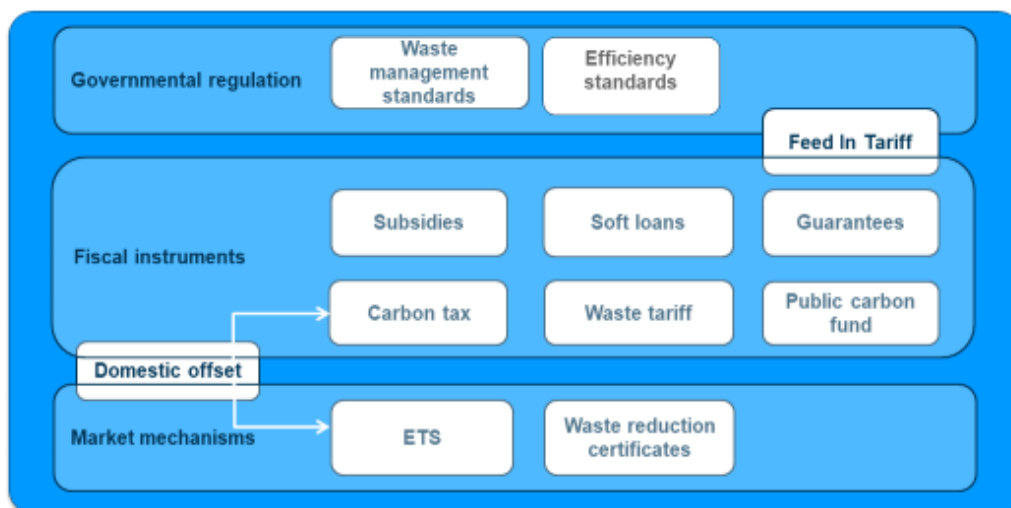 Governmental regulation
Waste
management
standards
Efficiency
standards
Feed In Tariff
Fiscal instruments
Subsidies
Soft loans
Guarantees
Carbon tax
Waste tariff
Public carbon
fund
Domestic offset
Market mechanisms
ETS
Waste reduction
certificates